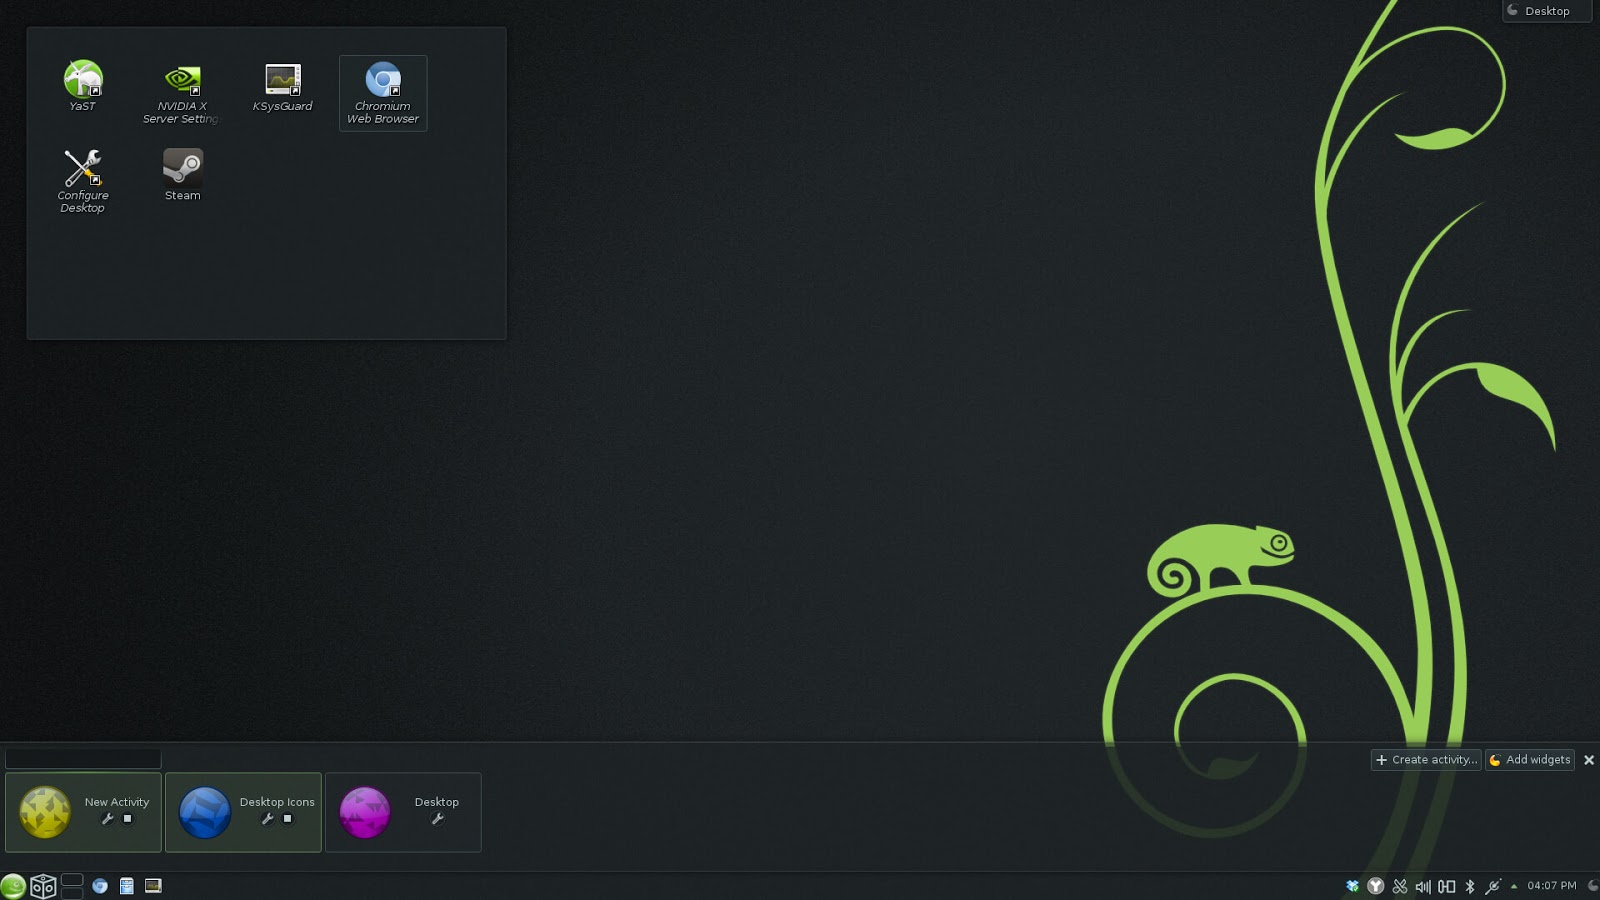 Desktop
YaST
NVIDIA X
Server Setting
KSysGuard
Chromium
Web Browser
Configure
Desktop
Steam
Create activity...
Add widgets
New Activity
Desktop Icons
Desktop
04:07 PM